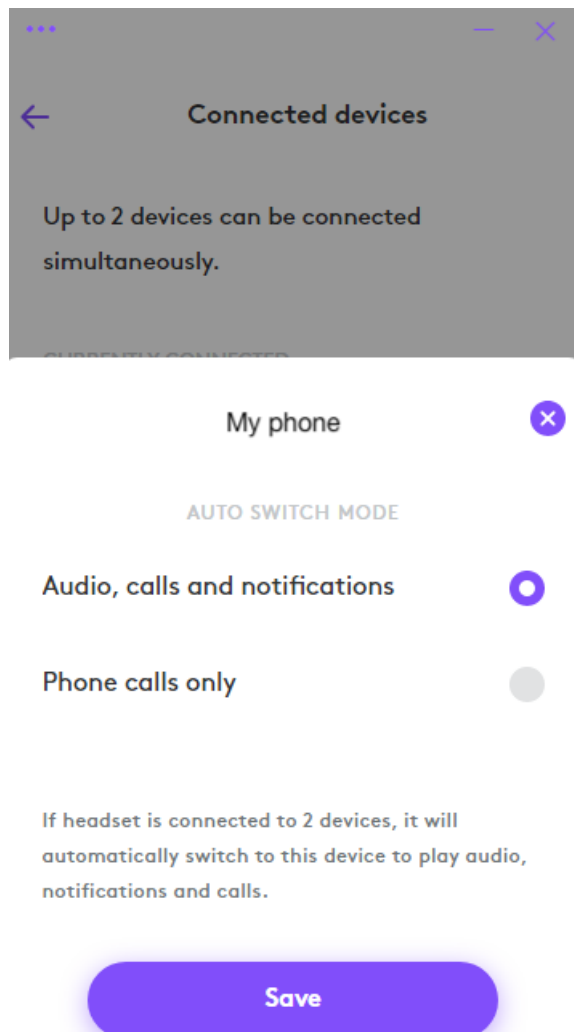 Connected devices
Up to 2 devices can be connected
simultaneously.
CURRENTLY CONNECTED
My phone
AUTO SWITCH MODE
Audio, calls and notifications
Phone calls only
If headset is connected to 2 devices, it will
automatically switch to this device to play audio,
notifications and calls.
Save